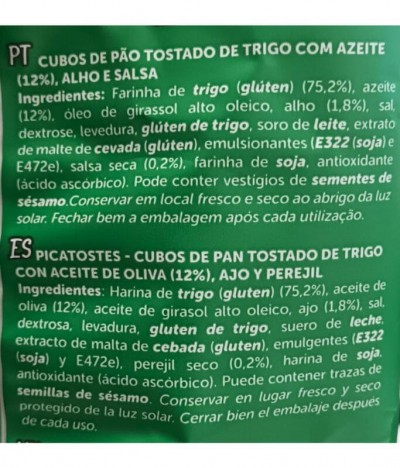 PT CUBOS DE PÃO TOSTADO DE TRIGO COM AZEITE
(12%), ALHO E SALSA
Ingredientes: Farinha de trigo (glúten) (75,2%), azeite
(12%), óleo de girassol alto oleico, alho (1,8%), sal,
dextrose, levedura, glúten de trigo, soro de leite, extrato
de malte de cevada (glúten), emulsionantes (E322 (soja) e
E472e), salsa seca (0,2%), farinha de soja, antioxidante
(ácido ascórbico). Pode conter vestígios de sementes de
sésamo.Conservar em local fresco e seco ao abrigo da luz
solar. Fechar bem a embalagem após cada utilização.
ES PICATOSTES - CUBOS DE PAN TOSTADO DE TRIGO
CON ACEITE DE OLIVA (12%), AJO Y PEREJIL
Ingredientes: Harina de trigo (gluten) (75,2%), aceite de
oliva (12%), aceite de girasol alto oleico, ajo (1,8%), sal,
dextrosa, levadura, gluten de trigo, suero de leche,
extracto de malta de cebada (gluten), emulgentes (E322
(soja) y E472e), perejil seco (0,2%), harina de soja,
antioxidante (ácido ascórbico). Puede contener trazas de
semillas de sésamo. Conservar en lugar fresco y seco
protegido de la luz solar. Cerrar bien el embalaje después
de cada uso.